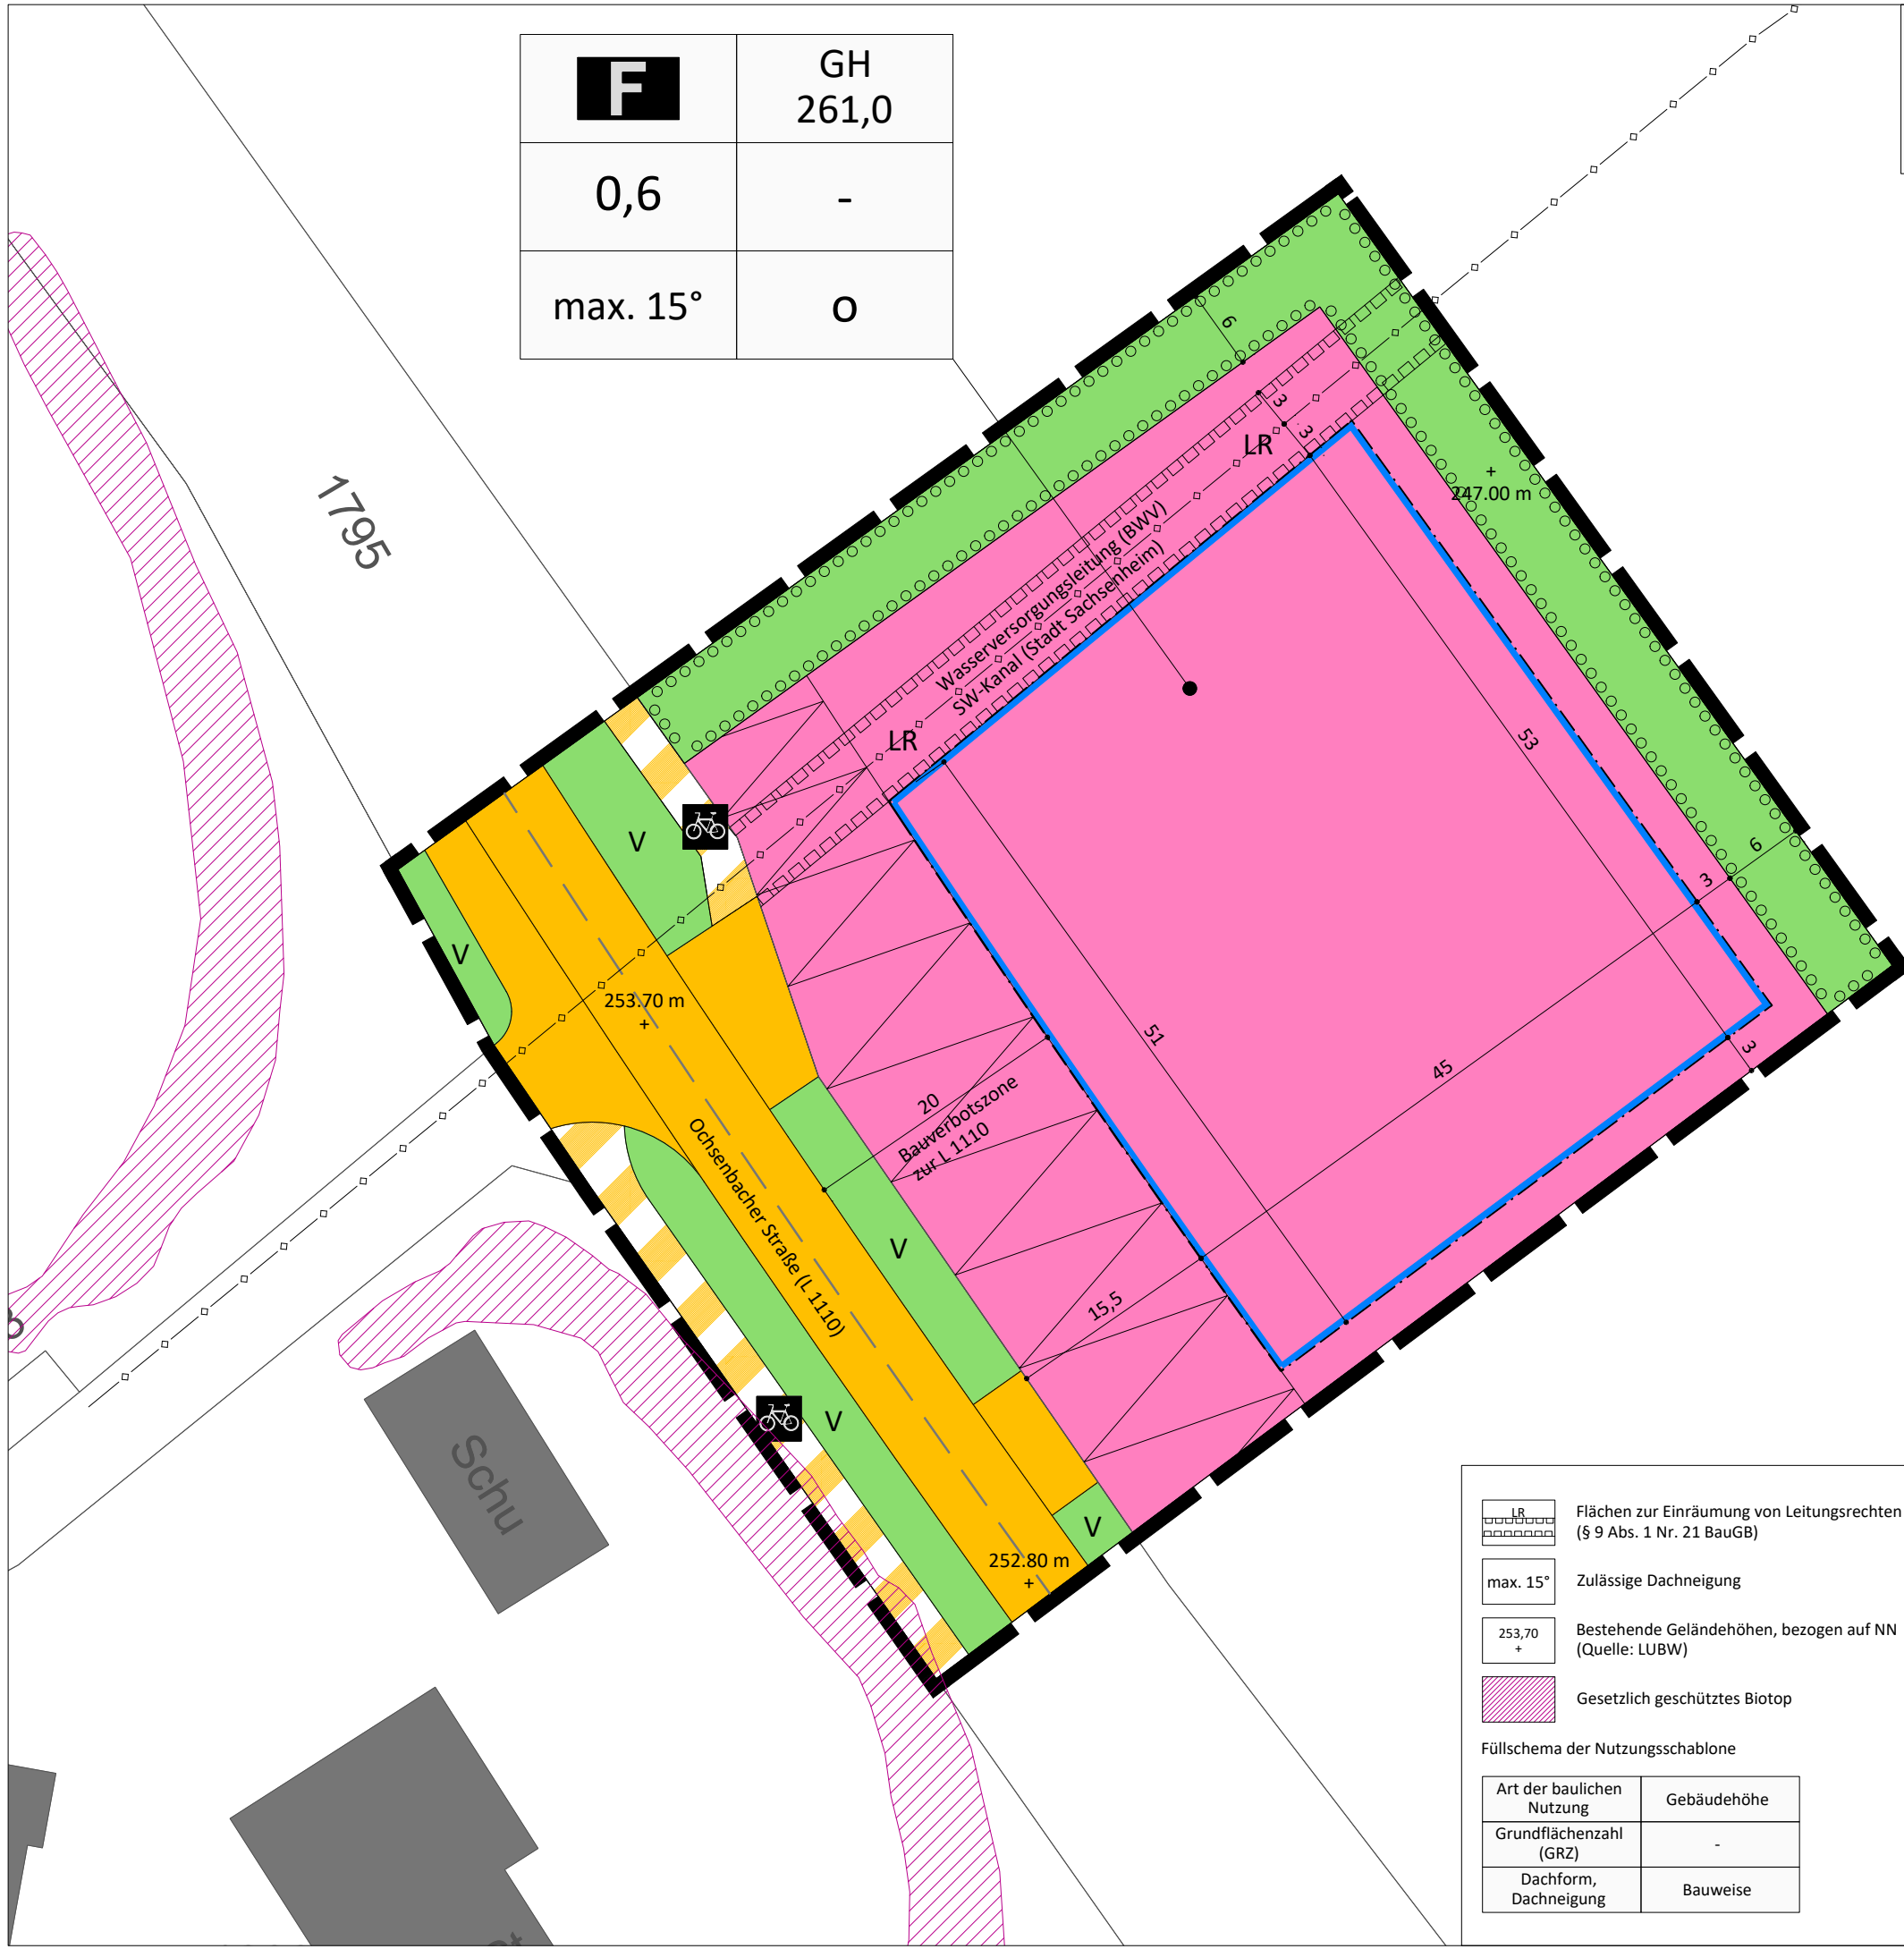 F
GH
261,0
0,6
-
max. 15°
o
1795
6
3
3
LR
+
247.00 m
Wasserversorgungsleitung (BWV)
SW-Kanal (Stadt Sachsenheim)
LR
53
V
V
6
3
253.70 m
+
51
3
45
20
Bauverbotszone
zur L 1110
Ochsenbacher Straße (L 1110)
V
15,5
V
Schu
V
252.80 m
+
LR
Flächen zur Einräumung von Leitungsrechten
(§ 9 Abs. 1 Nr. 21 BauGB)
max. 15°
Zulässige Dachneigung
253,70
+
Bestehende Geländehöhen, bezogen auf NN
(Quelle: LUBW)
Gesetzlich geschütztes Biotop
Füllschema der Nutzungsschablone
Art der baulichen
Nutzung
Gebäudehöhe
Grundflächenzahl
(GRZ)
-
Dachform,
Dachneigung
Bauweise